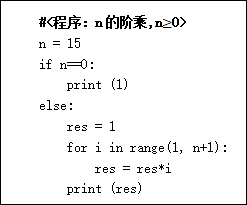 #<程序：n的阶乘,n≥0>
n = 15
if n==0:
    print (1)
else:
    res = 1
    for i in range(1, n+1):
        res = res*i
    print (res)